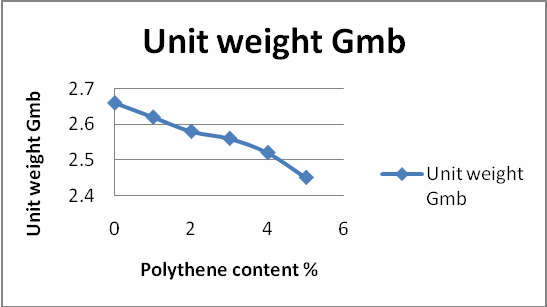 Unit weight Gmb
Unit weight Gmb
2.7
2.6
2.5
2.4
0 2 4 6
Polythene content %
Unit weight
Gmb